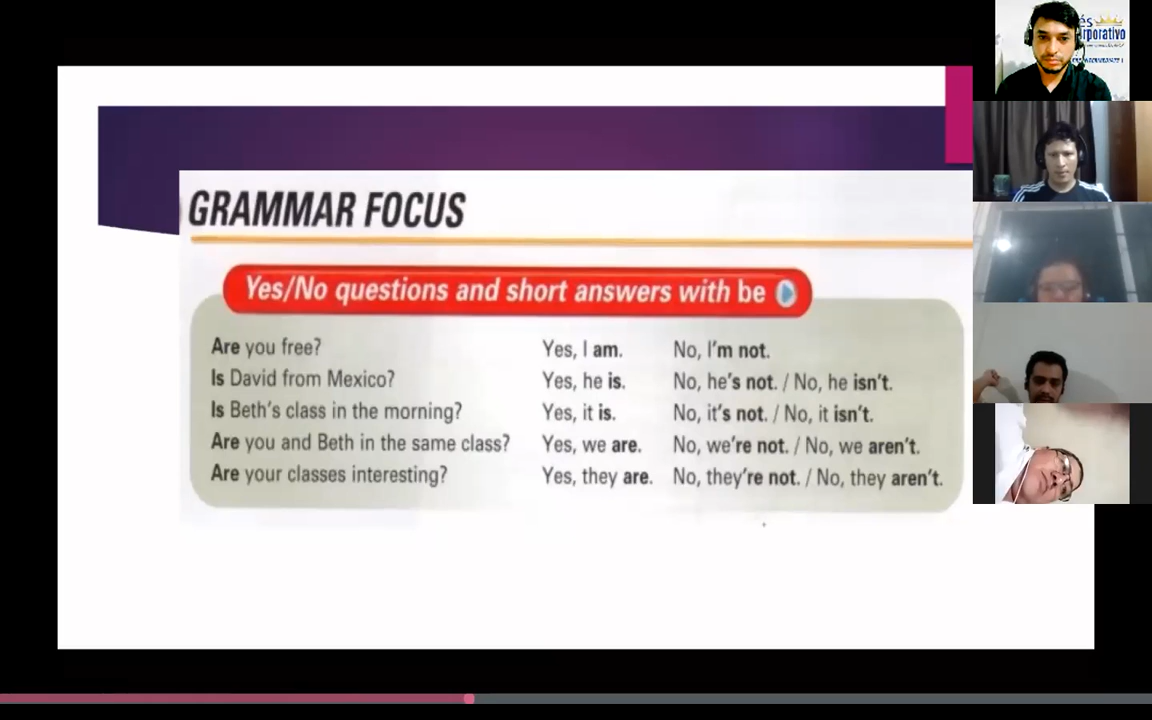 GRAMMAR FOCUS
Yes/No questions and short answers with be
Are you free? Yes, I am. No, I'm not.
Is David from Mexico? Yes, he is. No, he's not. / No, he isn't.
Is Beth's class in the morning? Yes, it is. No, it's not. / No, it isn't.
Are you and Beth in the same class? Yes, we are. No, we're not. / No, we aren't.
Are your classes interesting? Yes, they are. No, they're not. / No, they aren't.